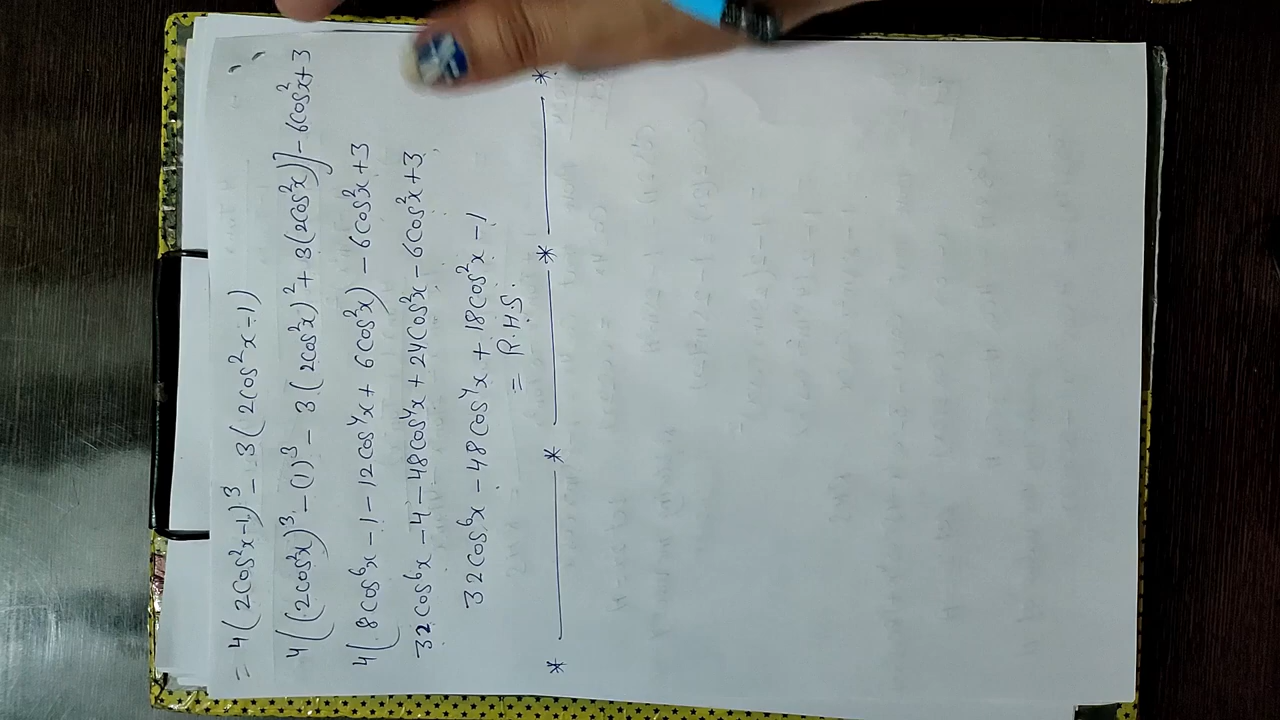 = 4(2cos²x-1)³ - 3(2cos²x-1)
4((2cos²x)³ - (1)³ - 3(2cos²x)² + 3(2cos²x)] - 6cos²x+3
4(8cos⁶x - 1 - 12cos⁴x + 6cos²x) - 6cos²x+3
32cos⁶x - 4 - 48cos⁴x + 24cos²x - 6cos²x+3
32cos⁶x - 48cos⁴x + 18cos²x - 1
= R.H.S.